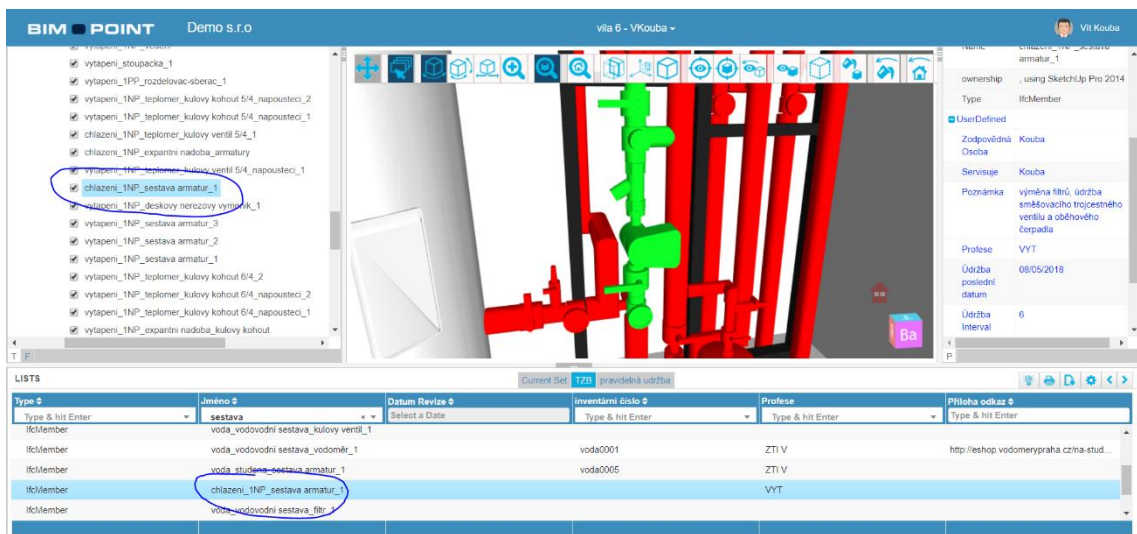 BIM POINT
Demo s.r.o
vila 6 - VKouba
Vít Kouba
vytapeni_1NP_vedeni
vytapeni_stoupacka_1
vytapeni_1PP_rozdelovac-sberac_1
vytapeni_1NP_teplomer_kulovy kohout 5/4_napousteci_2
vytapeni_1NP_teplomer_kulovy kohout 5/4_napousteci_1
chlazeni_1NP_teplomer_kulovy ventil 5/4_1
chlazeni_1NP_expantni nadoba_armatury
vytapeni_1NP_teplomer_kulovy ventil 5/4_napousteci_1
chlazeni_1NP_sestava armatur_1
vytapeni_1NP_deskovy nerezovy vymenik_1
vytapeni_1NP_sestava armatur_3
vytapeni_1NP_sestava armatur_2
vytapeni_1NP_sestava armatur_1
vytapeni_1NP_teplomer_kulovy kohout 6/4_2
vytapeni_1NP_teplomer_kulovy kohout 6/4_napousteci_2
vytapeni_1NP_teplomer_kulovy kohout 6/4_napousteci_1
vytapeni_1NP_expantni nadoba_kulovy kohout
T F
Ba
Name chlazeni_1NP_sestava
armatur_1
ownership , using SketchUp Pro 2014
Type IfcMember
UserDefined
Zodpovědná Kouba
Osoba
Servisuje Kouba
Poznámka výměna filtrů, údržba
směšovacího trojcestného
ventilu a oběhového
čerpadla
Profese VYT
Údržba 08/05/2018
poslední
datum
Údržba 6
Interval
P
LISTS
Current Set TZB pravidelná udržba
Type Jméno Datum Revize inventární číslo Profese Příloha odkaz
Type & hit Enter sestava Select a Date Type & hit Enter Type & hit Enter Type & hit Enter
IfcMember voda_vodovodni sestava_kulovy ventil_1
IfcMember voda_vodovodni sestava_vodoměr_1 voda0001 ZTI V http://eshop.vodomerypraha.cz/na-stud...
IfcMember voda_studena_sestava armatur_1 voda0005 ZTI V
IfcMember chlazeni_1NP_sestava armatur_1 VYT
IfcMember voda_vodovodni sestava_filtr_1